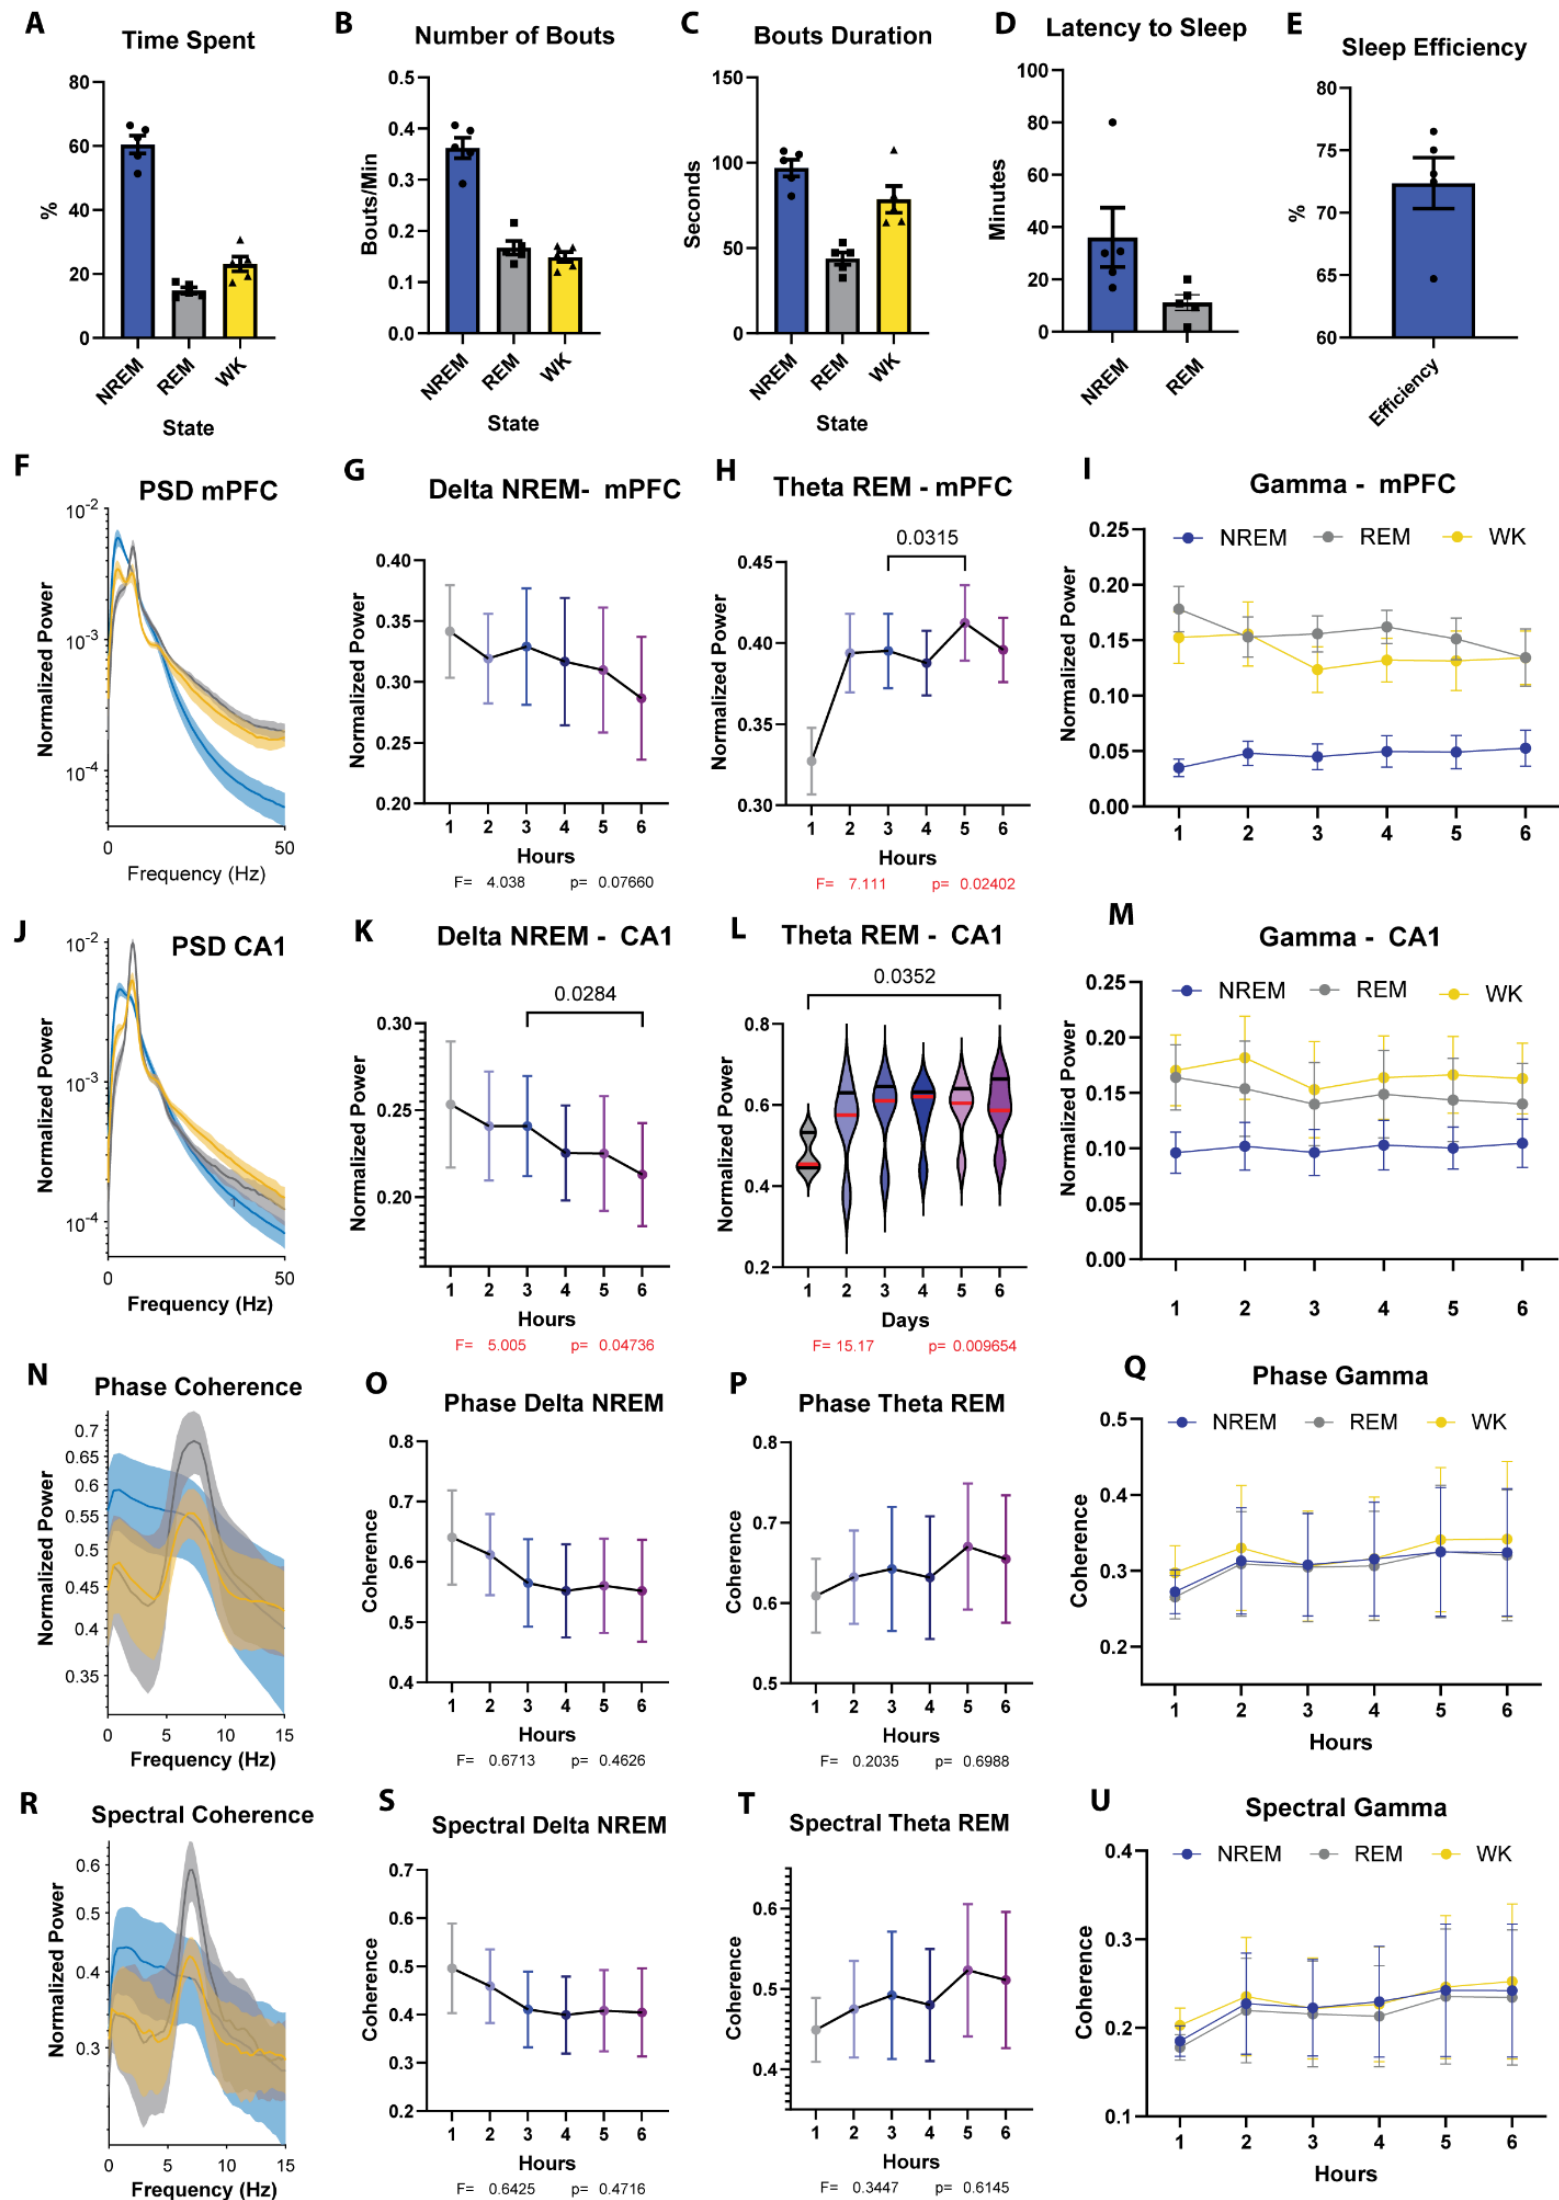 A
Time Spent
80
60
40
20
0
%
NREM
REM
WK
State
B
Number of Bouts
0.5
0.4
0.3
0.2
0.1
0.0
Bouts/Min
NREM
REM
WK
State
C
Bouts Duration
150
100
50
0
Seconds
NREM
REM
WK
State
D
Latency to Sleep
100
80
60
40
20
0
Minutes
NREM
REM
E
Sleep Efficiency
80
75
70
65
60
%
Efficiency
F
PSD mPFC
10-2
10-3
10-4
Normalized Power
0
50
Frequency (Hz)
G
Delta NREM- mPFC
0.40
0.35
0.30
0.25
0.20
Normalized Power
1 2 3 4 5 6
Hours
F= 4.038 p= 0.07660
H
Theta REM - mPFC
0.0315
0.45
0.40
0.35
0.30
Normalized Power
1 2 3 4 5 6
Hours
F= 7.111 p= 0.02402
I
Gamma - mPFC
NREM REM WK
0.25
0.20
0.15
0.10
0.05
0.00
Normalized Power
1 2 3 4 5 6
J
PSD CA1
10-2
10-3
10-4
Normalized Power
0
50
Frequency (Hz)
K
Delta NREM - CA1
0.0284
0.30
0.25
0.20
Normalized Power
1 2 3 4 5 6
Hours
F= 5.005 p= 0.04736
L
Theta REM - CA1
0.0352
0.8
0.6
0.4
0.2
Normalized Power
1 2 3 4 5 6
Days
F= 15.17 p= 0.009654
M
Gamma - CA1
NREM REM WK
0.25
0.20
0.15
0.10
0.05
0.00
Normalized Power
1 2 3 4 5 6
N
Phase Coherence
0.7
0.65
0.6
0.55
0.5
0.45
0.4
0.35
Normalized Power
0 5 10 15
Frequency (Hz)
O
Phase Delta NREM
0.8
0.7
0.6
0.5
0.4
Coherence
1 2 3 4 5 6
Hours
F= 0.6713 p= 0.4626
P
Phase Theta REM
0.8
0.7
0.6
0.5
Coherence
1 2 3 4 5 6
Hours
F= 0.2035 p= 0.6988
Q
Phase Gamma
NREM REM WK
0.5
0.4
0.3
0.2
Coherence
1 2 3 4 5 6
Hours
R
Spectral Coherence
0.6
0.5
0.4
0.3
Normalized Power
0 5 10 15
Frequency (Hz)
S
Spectral Delta NREM
0.7
0.6
0.5
0.4
0.3
0.2
Coherence
1 2 3 4 5 6
Hours
F= 0.6425 p= 0.4716
T
Spectral Theta REM
0.6
0.5
0.4
Coherence
1 2 3 4 5 6
Hours
F= 0.3447 p= 0.6145
U
Spectral Gamma
NREM REM WK
0.4
0.3
0.2
0.1
Coherence
1 2 3 4 5 6
Hours